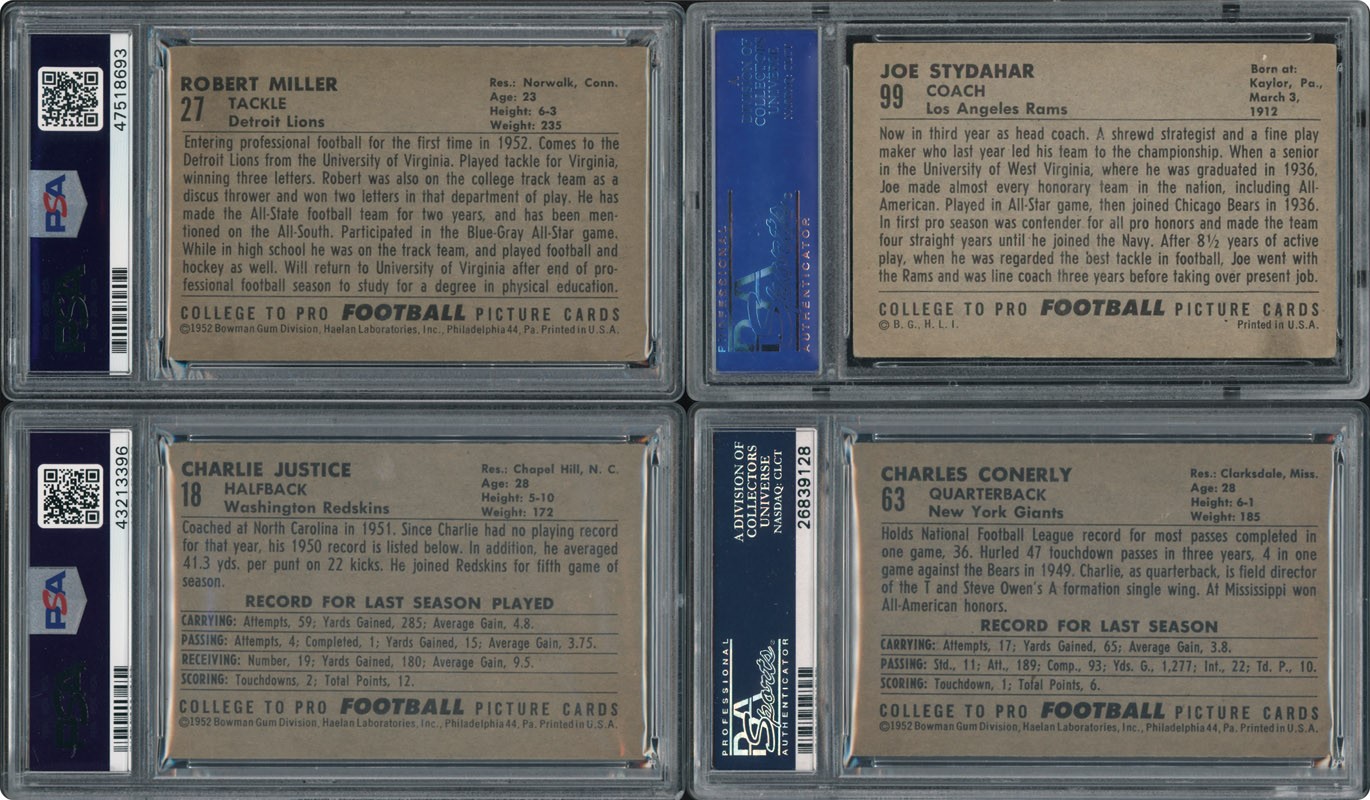 47518693
PSA
ROBERT MILLER
27
TACKLE
Detroit Lions
Res.: Norwalk, Conn.
Age: 23
Height: 6-3
Weight: 235
Entering professional football for the first time in 1952. Comes to the
Detroit Lions from the University of Virginia. Played tackle for Virginia,
winning three letters. Robert was also on the college track team as a
discus thrower and won two letters in that department of play. He has
made the All-State football team for two years, and has been men-
tioned on the All-South. Participated in the Blue-Gray All-Star game.
While in high school he was on the track team, and played football and
hockey as well. Will return to University of Virginia after end of pro-
fessional football season to study for a degree in physical education.
COLLEGE TO PRO FOOTBALL PICTURE CARDS
©1952 Bowman Gum Division, Haelan Laboratories, Inc., Philadelphia 44, Pa. Printed in U.S.A.
A DIVISION OF
COLLECTORS
UNIVERSE
PROFESSIONAL
PSA
Sports
AUTHENTICATOR
JOE STYDAHAR
99
COACH
Los Angeles Rams
Born at:
Kaylor, Pa.,
March 3,
1912
Now in third year as head coach. A shrewd strategist and a fine play
maker who last year led his team to the championship. When a senior
in the University of West Virginia, where he was graduated in 1936,
Joe made almost every honorary team in the nation, including All-
American. Played in All-Star game, then joined Chicago Bears in 1936.
In first pro season was contender for all pro honors and made the team
four straight years until he joined the Navy. After 8½ years of active
play, when he was regarded the best tackle in football, Joe went with
the Rams and was line coach three years before taking over present job.
COLLEGE TO PRO FOOTBALL PICTURE CARDS
© B. G., H. L. I.
Printed in U.S.A.
43213396
PSA
CHARLIE JUSTICE
18
HALFBACK
Washington Redskins
Res.: Chapel Hill, N. C.
Age: 28
Height: 5-10
Weight: 172
Coached at North Carolina in 1951. Since Charlie had no playing record
for that year, his 1950 record is listed below. In addition, he averaged
41.3 yds. per punt on 22 kicks. He joined Redskins for fifth game of
season.
RECORD FOR LAST SEASON PLAYED
CARRYING: Attempts, 59; Yards Gained, 285; Average Gain, 4.8.
PASSING: Attempts, 4; Completed, 1; Yards Gained, 15; Average Gain, 3.75.
RECEIVING: Number, 19; Yards Gained, 180; Average Gain, 9.5.
SCORING: Touchdowns, 2; Total Points, 12.
COLLEGE TO PRO FOOTBALL PICTURE CARDS
©1952 Bowman Gum Division, Haelan Laboratories, Inc., Philadelphia 44, Pa. Printed in U.S.A.
A DIVISION OF
COLLECTORS
UNIVERSE
NASDAQ: CLCT
26839128
PROFESSIONAL
PSA
Sports
AUTHENTICATOR
CHARLES CONERLY
63
QUARTERBACK
New York Giants
Res.: Clarksdale, Miss.
Age: 28
Height: 6-1
Weight: 185
Holds National Football League record for most passes completed in
one game, 36. Hurled 47 touchdown passes in three years, 4 in one
game against the Bears in 1949. Charlie, as quarterback, is field director
of the T and Steve Owen's A formation single wing. At Mississippi won
All-American honors.
RECORD FOR LAST SEASON
CARRYING: Attempts, 17; Yards Gained, 65; Average Gain, 3.8.
PASSING: Std., 11; Att., 189; Comp., 93; Yds. G., 1,277; Int., 22; Td. P., 10.
SCORING: Touchdown, 1; Total Points, 6.
COLLEGE TO PRO FOOTBALL PICTURE CARDS
©1952 Bowman Gum Division, Haelan Laboratories, Inc., Philadelphia 44, Pa. Printed in U.S.A.